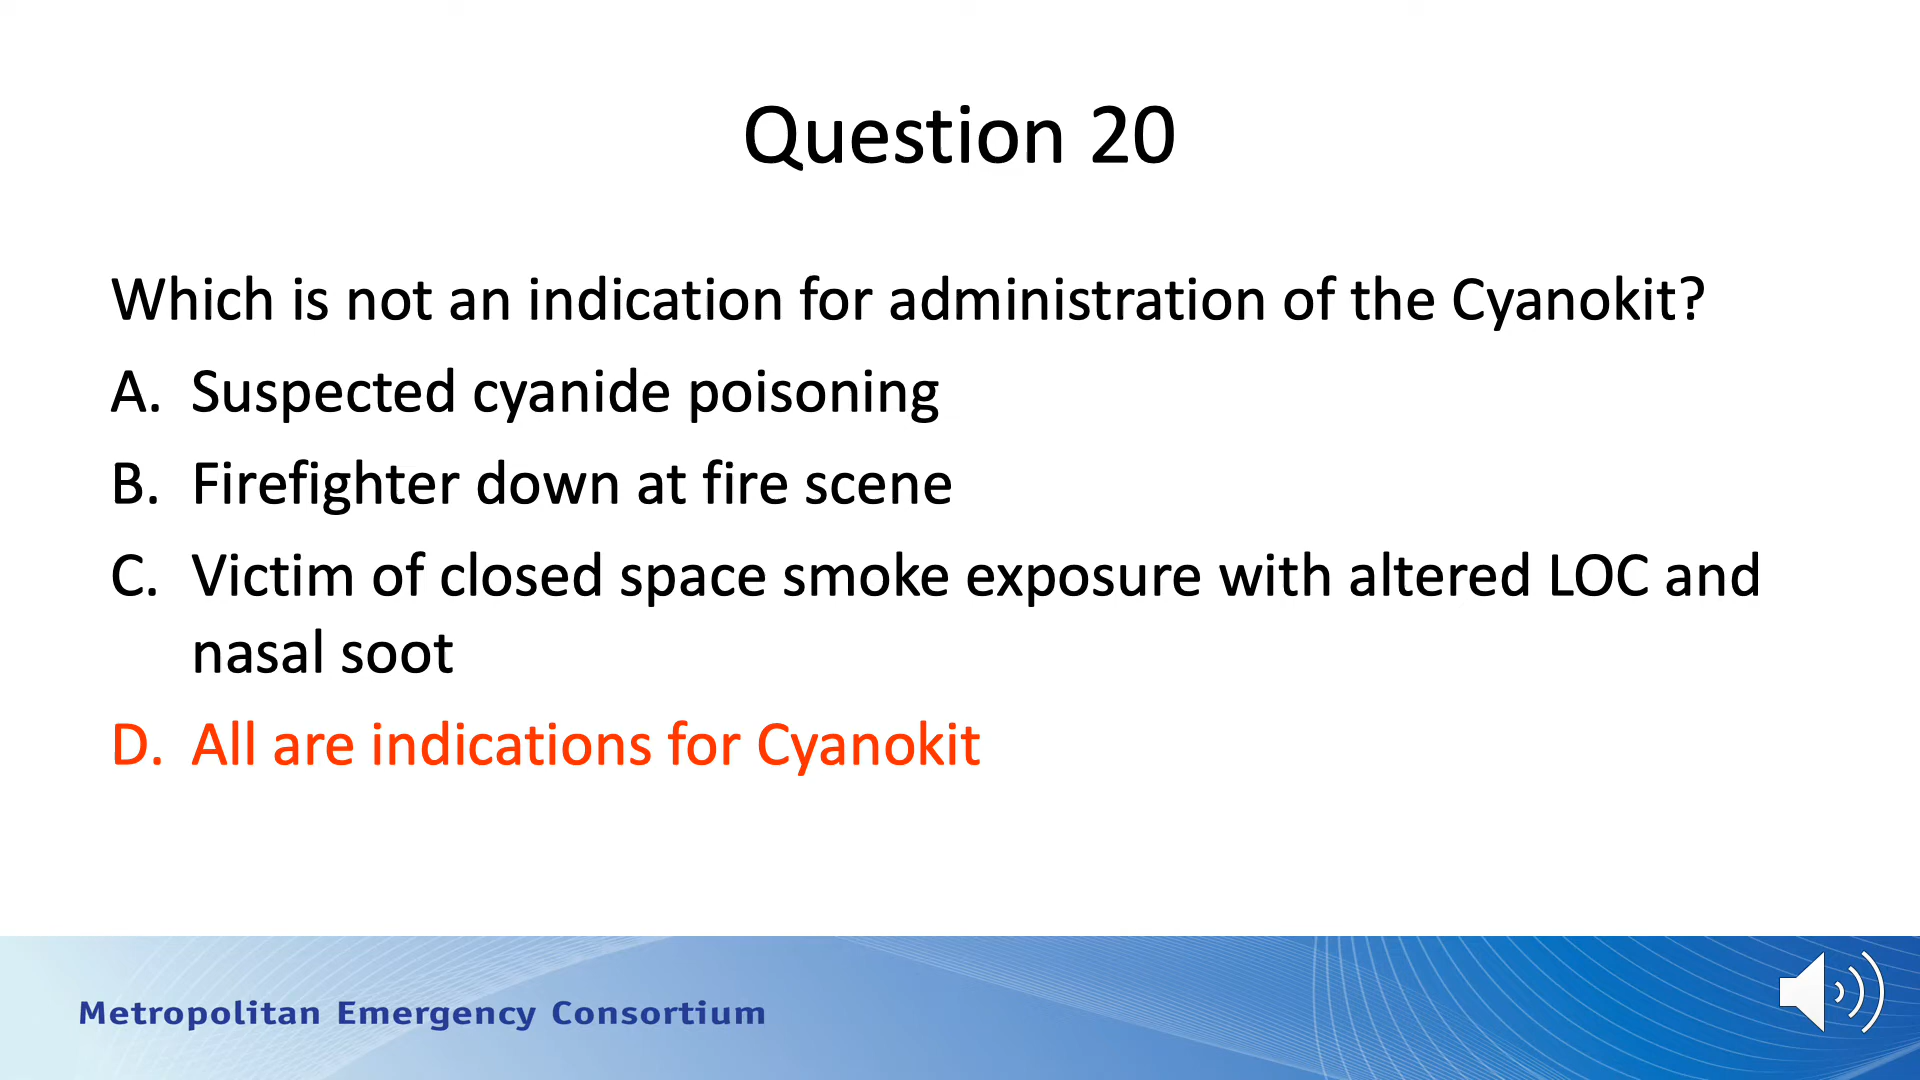 Question 20
Which is not an indication for administration of the Cyanokit?
A. Suspected cyanide poisoning
B. Firefighter down at fire scene
C. Victim of closed space smoke exposure with altered LOC and
nasal soot
D. All are indications for Cyanokit
Metropolitan Emergency Consortium